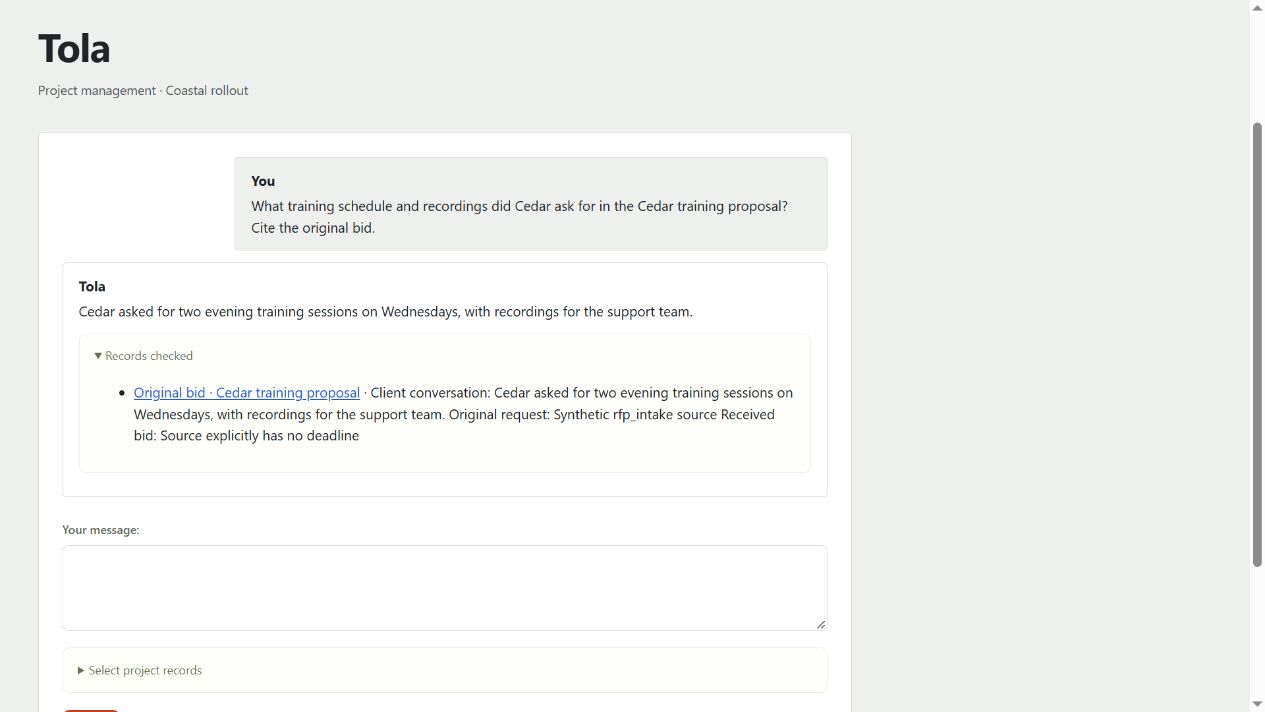 Tola
Project management · Coastal rollout
You
What training schedule and recordings did Cedar ask for in the Cedar training proposal?
Cite the original bid.
Tola
Cedar asked for two evening training sessions on Wednesdays, with recordings for the support team.
▼ Records checked
• Original bid · Cedar training proposal · Client conversation: Cedar asked for two evening training sessions on
Wednesdays, with recordings for the support team. Original request: Synthetic rfp_intake source Received
bid: Source explicitly has no deadline
Your message:
▶ Select project records